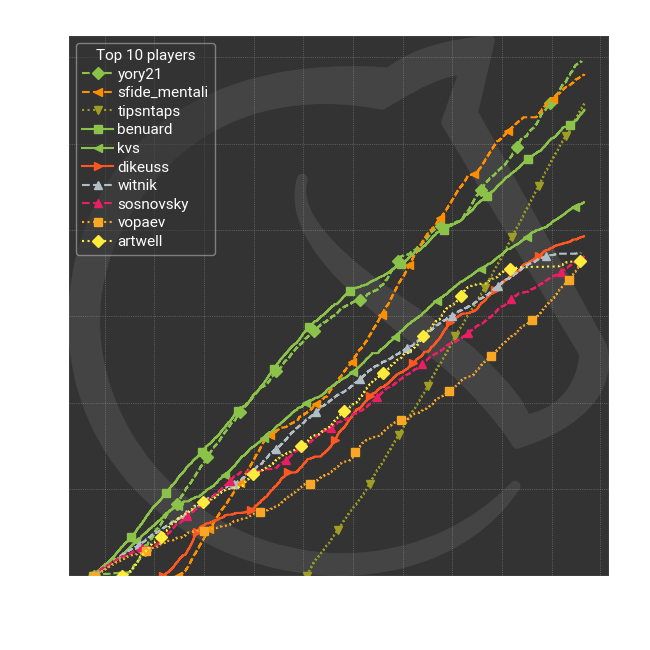 Top 10 players
yory21
sfide_mentali
tipsntaps
benuard
kvs
dikeuss
witnik
sosnovsky
vopaev
artwell